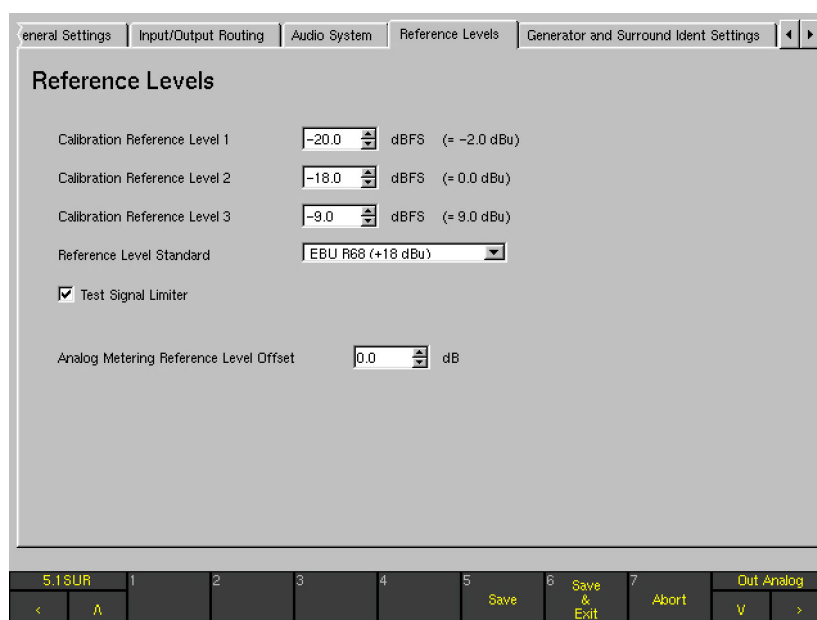 eneral Settings Input/Output Routing Audio System Reference Levels Generator and Surround Ident Settings
Reference Levels
Calibration Reference Level 1 -20.0 dBFS (= -2.0 dBu)
Calibration Reference Level 2 -18.0 dBFS (= 0.0 dBu)
Calibration Reference Level 3 -9.0 dBFS (= 9.0 dBu)
Reference Level Standard EBU R68 (+18 dBu)
Test Signal Limiter
Analog Metering Reference Level Offset 0.0 dB
5.1SUR 1 2 3 4 5 Save 6 Save & Exit 7 Abort Out Analog
< Λ V >